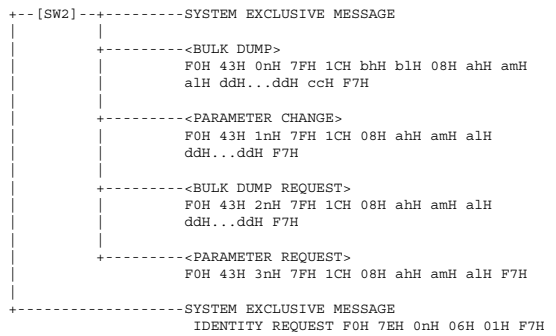 +--[SW2]--+---------SYSTEM EXCLUSIVE MESSAGE
| |
| +---------<BULK DUMP>
| | F0H 43H 0nH 7FH 1CH bhH blH 08H ahH amH
| | alH ddH...ddH ccH F7H
| |
| +---------<PARAMETER CHANGE>
| | F0H 43H 1nH 7FH 1CH 08H ahH amH alH
| | ddH...ddH F7H
| |
| +---------<BULK DUMP REQUEST>
| | F0H 43H 2nH 7FH 1CH 08H ahH amH alH
| | ddH...ddH F7H
| |
| +---------<PARAMETER REQUEST>
| F0H 43H 3nH 7FH 1CH 08H ahH amH alH F7H
|
+-------------------SYSTEM EXCLUSIVE MESSAGE
IDENTITY REQUEST F0H 7EH 0nH 06H 01H F7H